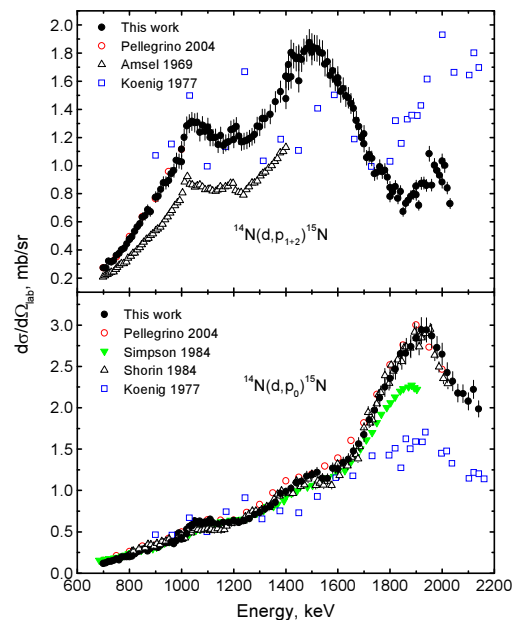 2.0
1.8
1.6
1.4
1.2
1.0
0.8
0.6
0.4
0.2
This work
Pellegrino 2004
Amsel 1969
Koenig 1977
¹⁴N(d,p₁₊₂)¹⁵N
dσ/dΩlab, mb/sr
3.0
2.5
2.0
1.5
1.0
0.5
0.0
This work
Pellegrino 2004
Simpson 1984
Shorin 1984
Koenig 1977
¹⁴N(d,p₀)¹⁵N
600 800 1000 1200 1400 1600 1800 2000 2200
Energy, keV